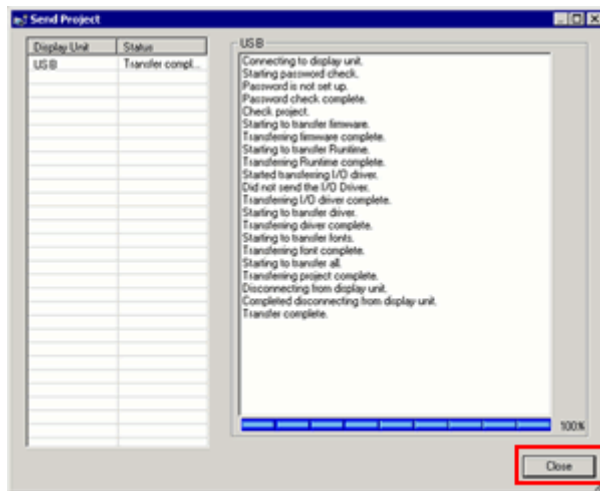 Send Project
Display Unit Status
USB Transfer compl...
USB
Connecting to display unit.
Starting password check.
Password is not set up.
Password check complete.
Check project.
Starting to transfer firmware.
Transferring firmware complete.
Starting to transfer Runtime.
Transferring Runtime complete.
Started transferring I/O driver.
Did not send the I/O Driver.
Transferring I/O driver complete.
Starting to transfer driver.
Transferring driver complete.
Starting to transfer fonts.
Transferring font complete.
Starting to transfer all.
Transferring project complete.
Disconnecting from display unit.
Completed disconnecting from display unit.
Transfer complete.
100%
Close